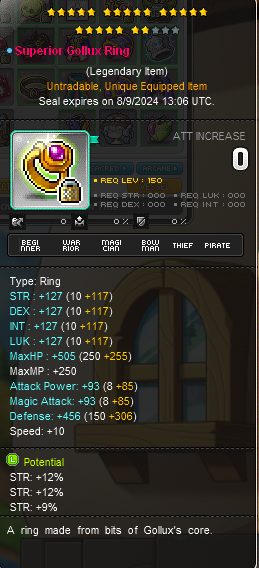 Superior Gollux Ring
(Legendary Item)
Untradable, Unique Equipped Item
Seal expires on 8/9/2024 13:06 UTC.
ATT INCREASE
0
REQ LEV : 150
REQ STR : 000 REQ LUK : 000
REQ DEX : 000 REQ INT : 000
0 0 % 0 %
BEGINNER WARRIOR MAGICIAN BOWMAN THIEF PIRATE
Type: Ring
STR : +127 (10 +117)
DEX : +127 (10 +117)
INT : +127 (10 +117)
LUK : +127 (10 +117)
MaxHP : +505 (250 +255)
MaxMP : +250
Attack Power: +93 (8 +85)
Magic Attack: +93 (8 +85)
Defense: +456 (150 +306)
Speed: +10
L Potential
STR: +12%
STR: +12%
STR: +9%
A ring made from bits of Gollux's core.